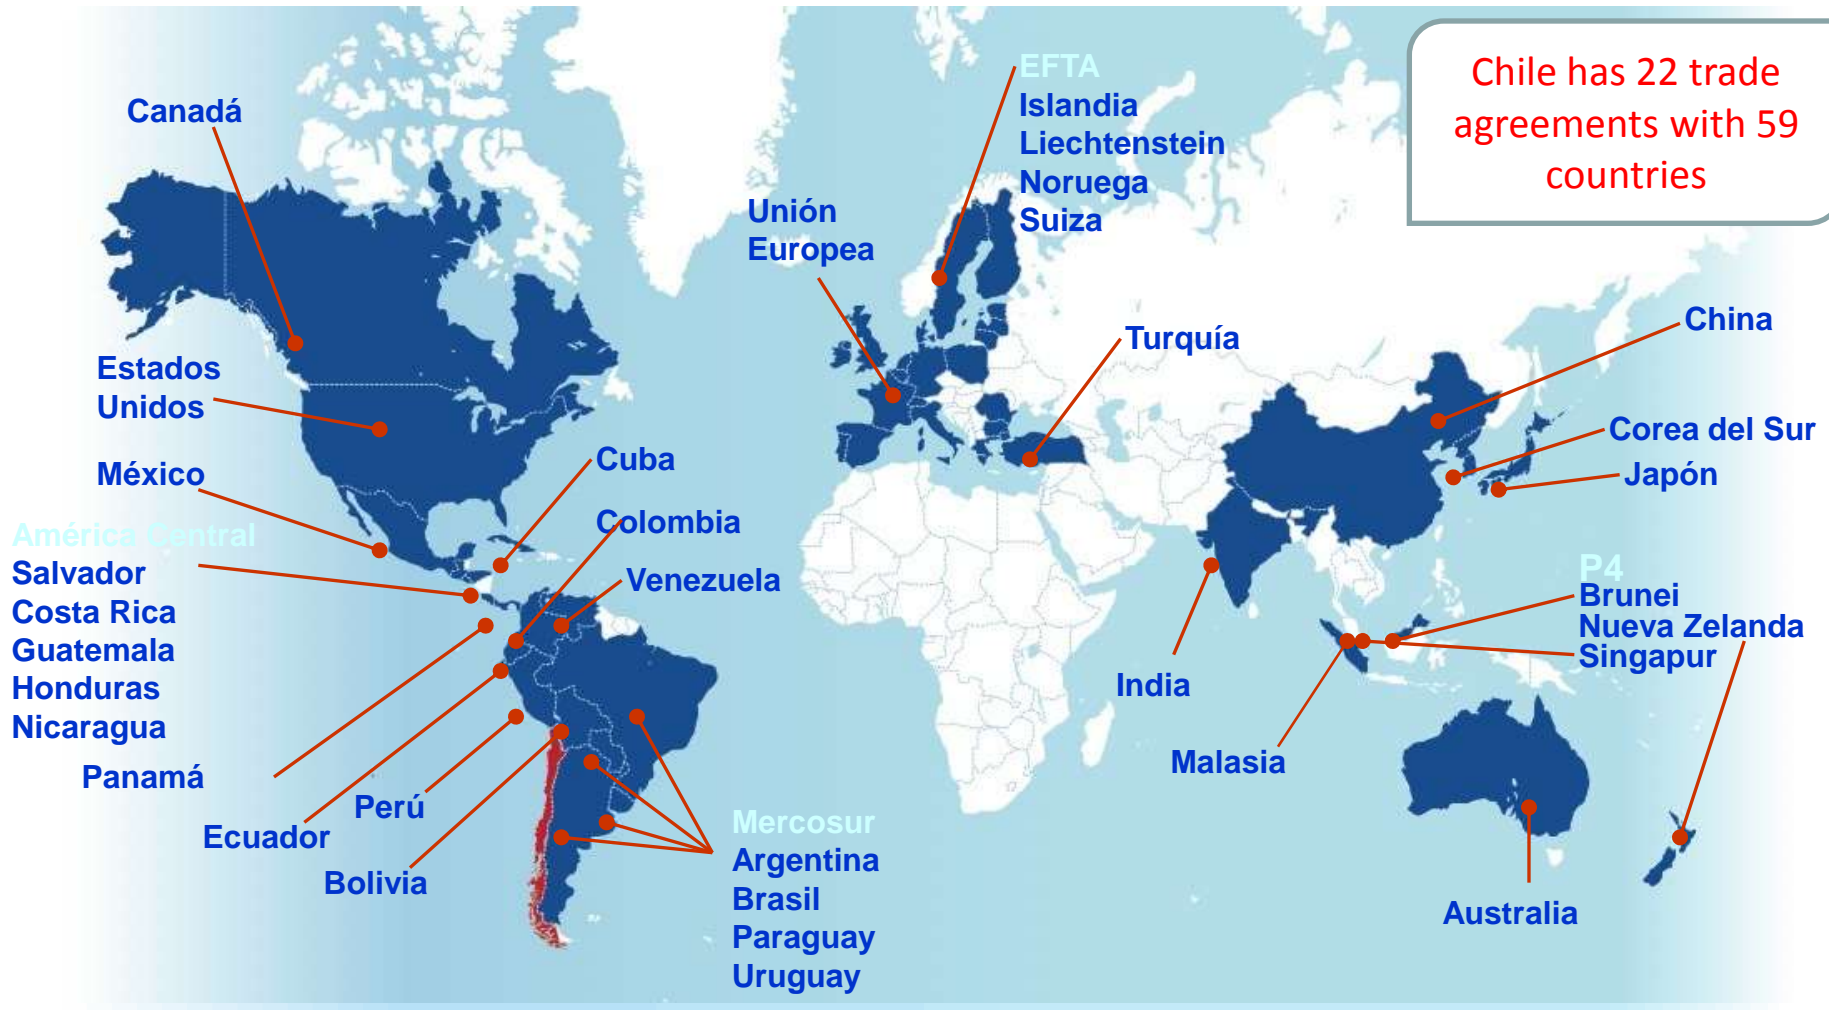 Chile has 22 trade
agreements with 59
countries
EFTA
Islandia
Liechtenstein
Noruega
Suiza
Canadá
Unión
Europea
Turquía
China
Estados
Unidos
Corea del Sur
Japón
México
Cuba
Colombia
Venezuela
América Central
Salvador
Costa Rica
Guatemala
Honduras
Nicaragua
P4
Brunei
Nueva Zelanda
Singapur
India
Malasia
Panamá
Perú
Ecuador
Bolivia
Mercosur
Argentina
Brasil
Paraguay
Uruguay
Australia